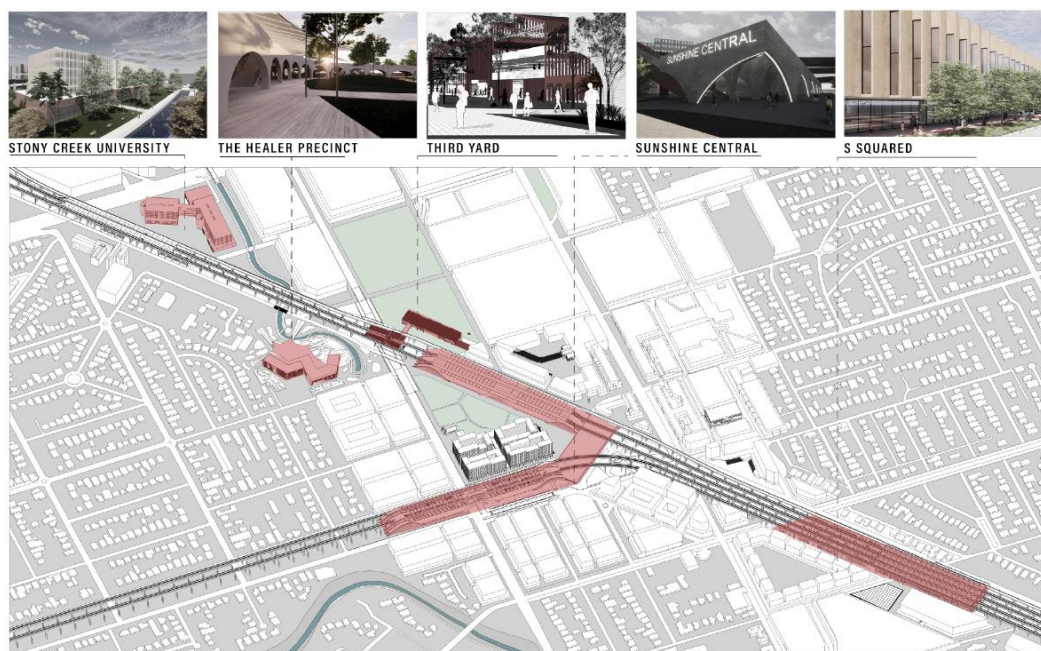 SUNSHINE CENTRAL
STONY CREEK UNIVERSITY
THE HEALER PRECINCT
THIRD YARD
SUNSHINE CENTRAL
S SQUARED